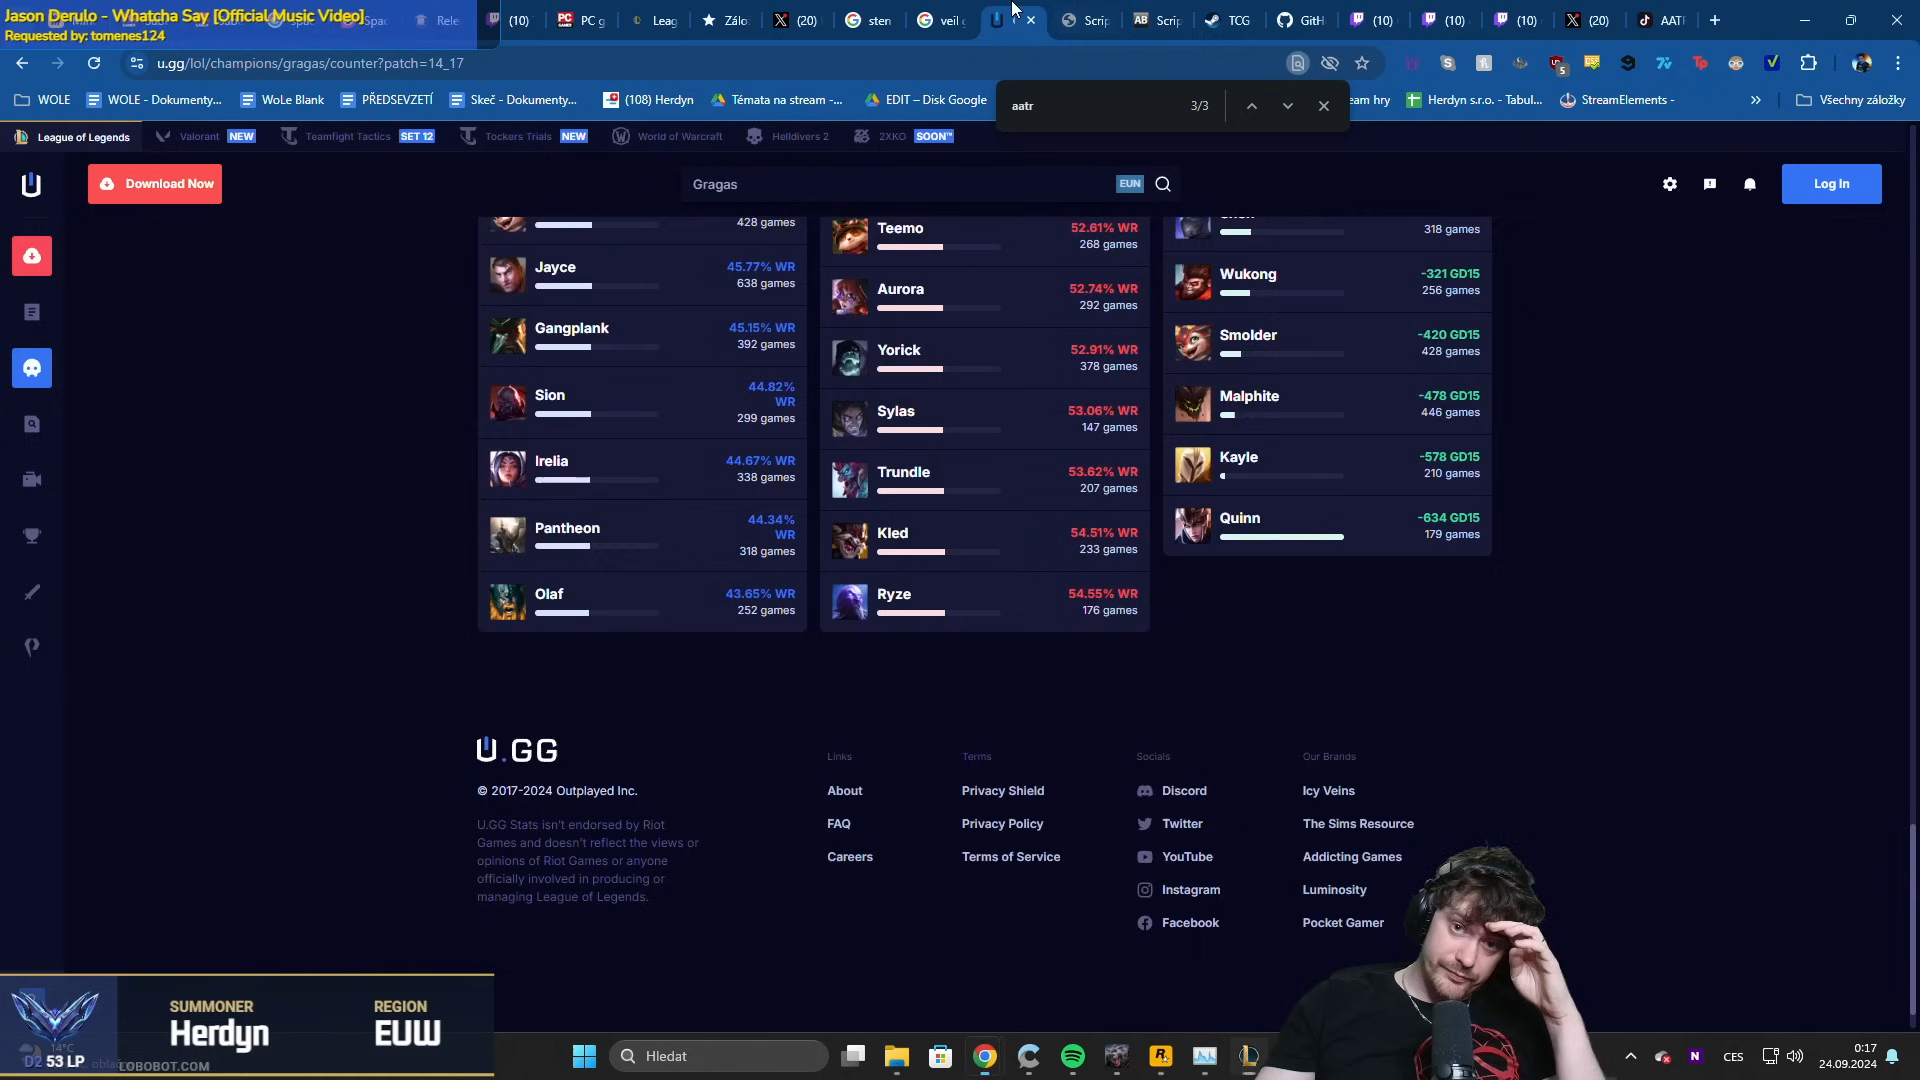 Jason Derulo - Whatcha Say [Official Music Video]
Requested by: tomenes124
Rele
(10)
PC g
Leag
Zálo
(20)
sten
veil
Scrip
AB Scrip
TCG
GitH
(10)
(10)
(10)
(20)
AATI
u.gg/lol/champions/gragas/counter?patch=14_17
WOLE
WOLE - Dokumenty...
WoLe Blank
PŘEDSEVZETÍ
Skeč - Dokumenty...
(108) Herdyn
Témata na stream -...
EDIT – Disk Google
eam hry
Herdyn s.r.o. - Tabul...
StreamElements -
»
Všechny záložky
aatr
3/3
League of Legends
Valorant NEW
Teamfight Tactics SET 12
Tockers Trials NEW
World of Warcraft
Helldivers 2
2XKO SOON™
Download Now
Gragas
EUN
Log In
428 games
Jayce
45.77% WR
638 games
Gangplank
45.15% WR
392 games
Sion
44.82%
WR
299 games
Irelia
44.67% WR
338 games
Pantheon
44.34%
WR
318 games
Olaf
43.65% WR
252 games
Teemo
52.61% WR
268 games
Aurora
52.74% WR
292 games
Yorick
52.91% WR
378 games
Sylas
53.06% WR
147 games
Trundle
53.62% WR
207 games
Kled
54.51% WR
233 games
Ryze
54.55% WR
176 games
318 games
Wukong
-321 GD15
256 games
Smolder
-420 GD15
428 games
Malphite
-478 GD15
446 games
Kayle
-578 GD15
210 games
Quinn
-634 GD15
179 games
U.GG
© 2017-2024 Outplayed Inc.
U.GG Stats isn't endorsed by Riot
Games and doesn't reflect the views or
opinions of Riot Games or anyone
officially involved in producing or
managing League of Legends.
Links
About
FAQ
Careers
Terms
Privacy Shield
Privacy Policy
Terms of Service
Socials
Discord
Twitter
YouTube
Instagram
Facebook
Our Brands
Icy Veins
The Sims Resource
Addicting Games
Luminosity
Pocket Gamer
SUMMONER
Herdyn
REGION
EUW
14°C
D2 53 LP
LOBOBOT.COM
Hledat
CES
0:17
24.09.2024